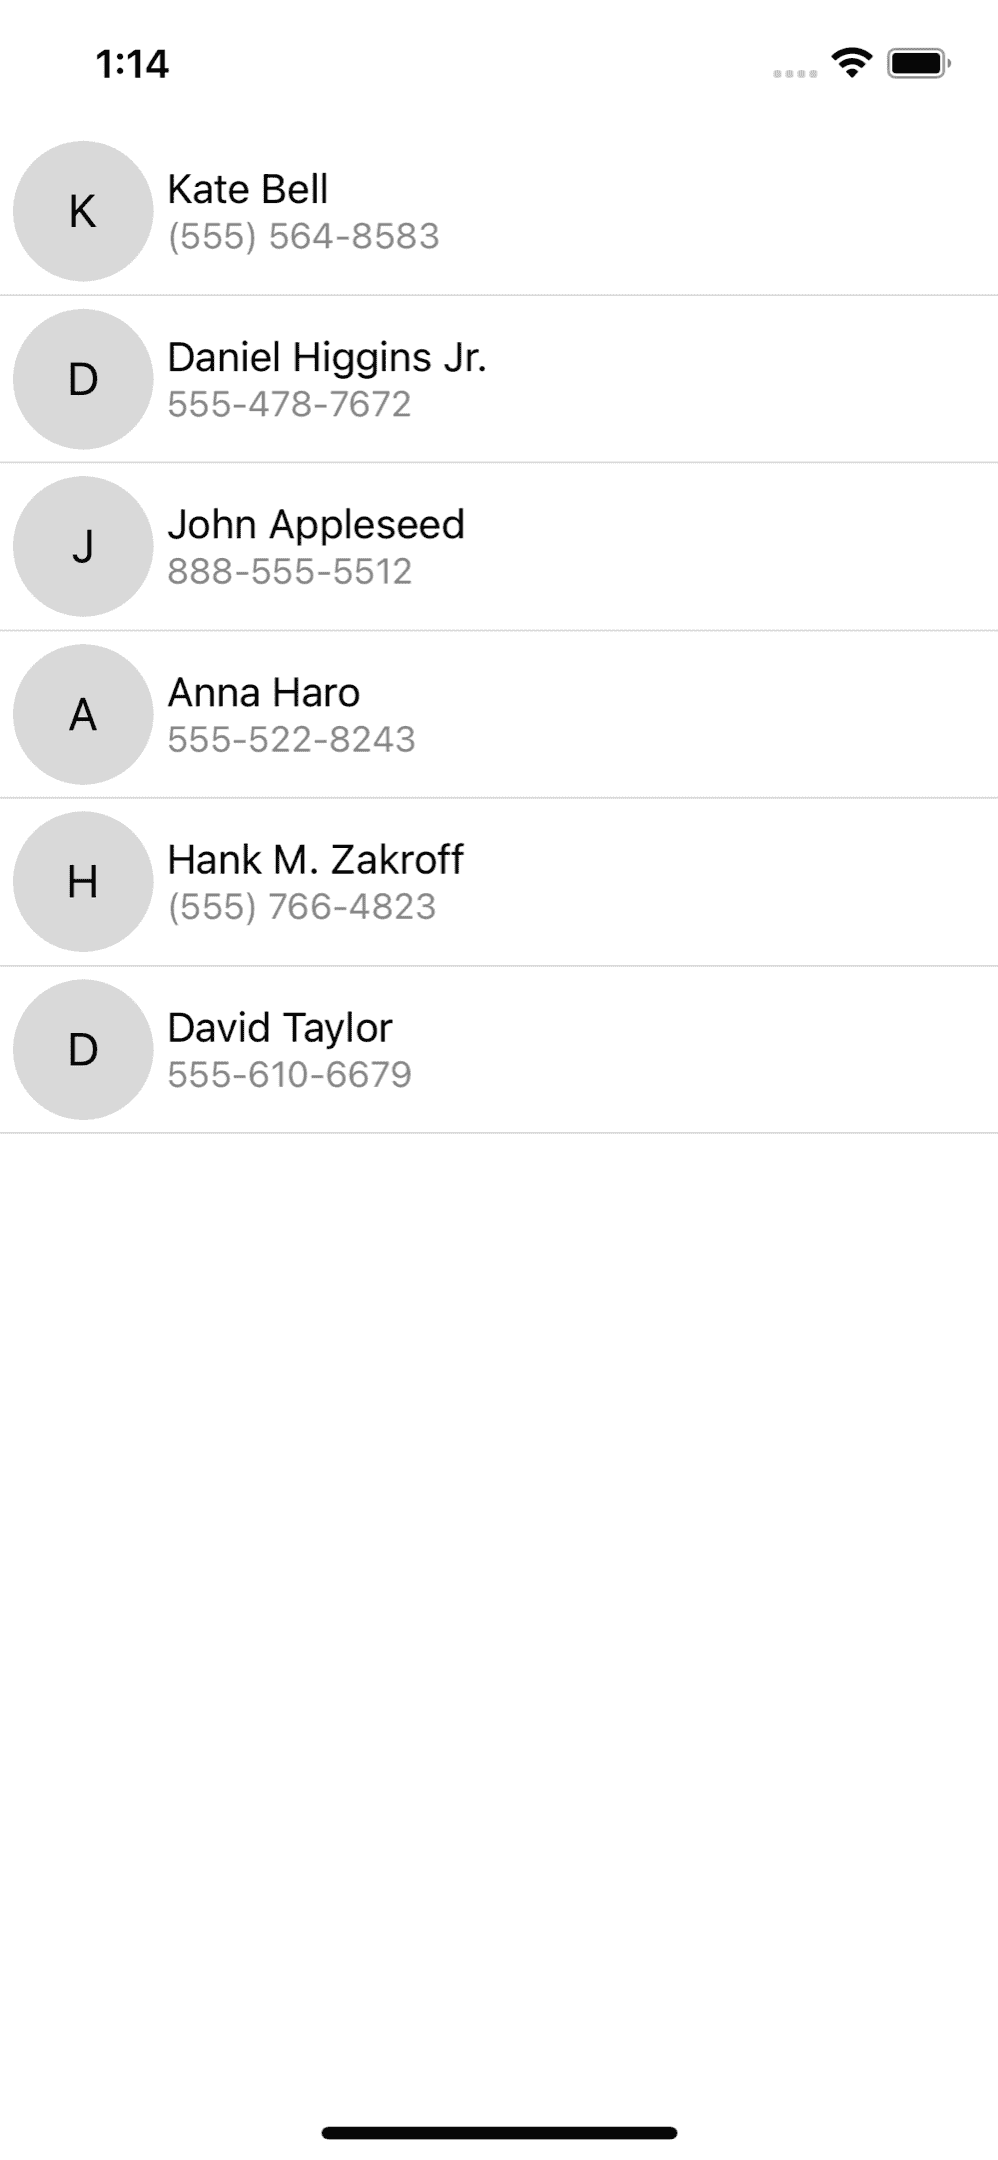 1:14
K
Kate Bell
(555) 564-8583
D
Daniel Higgins Jr.
555-478-7672
J
John Appleseed
888-555-5512
A
Anna Haro
555-522-8243
H
Hank M. Zakroff
(555) 766-4823
D
David Taylor
555-610-6679